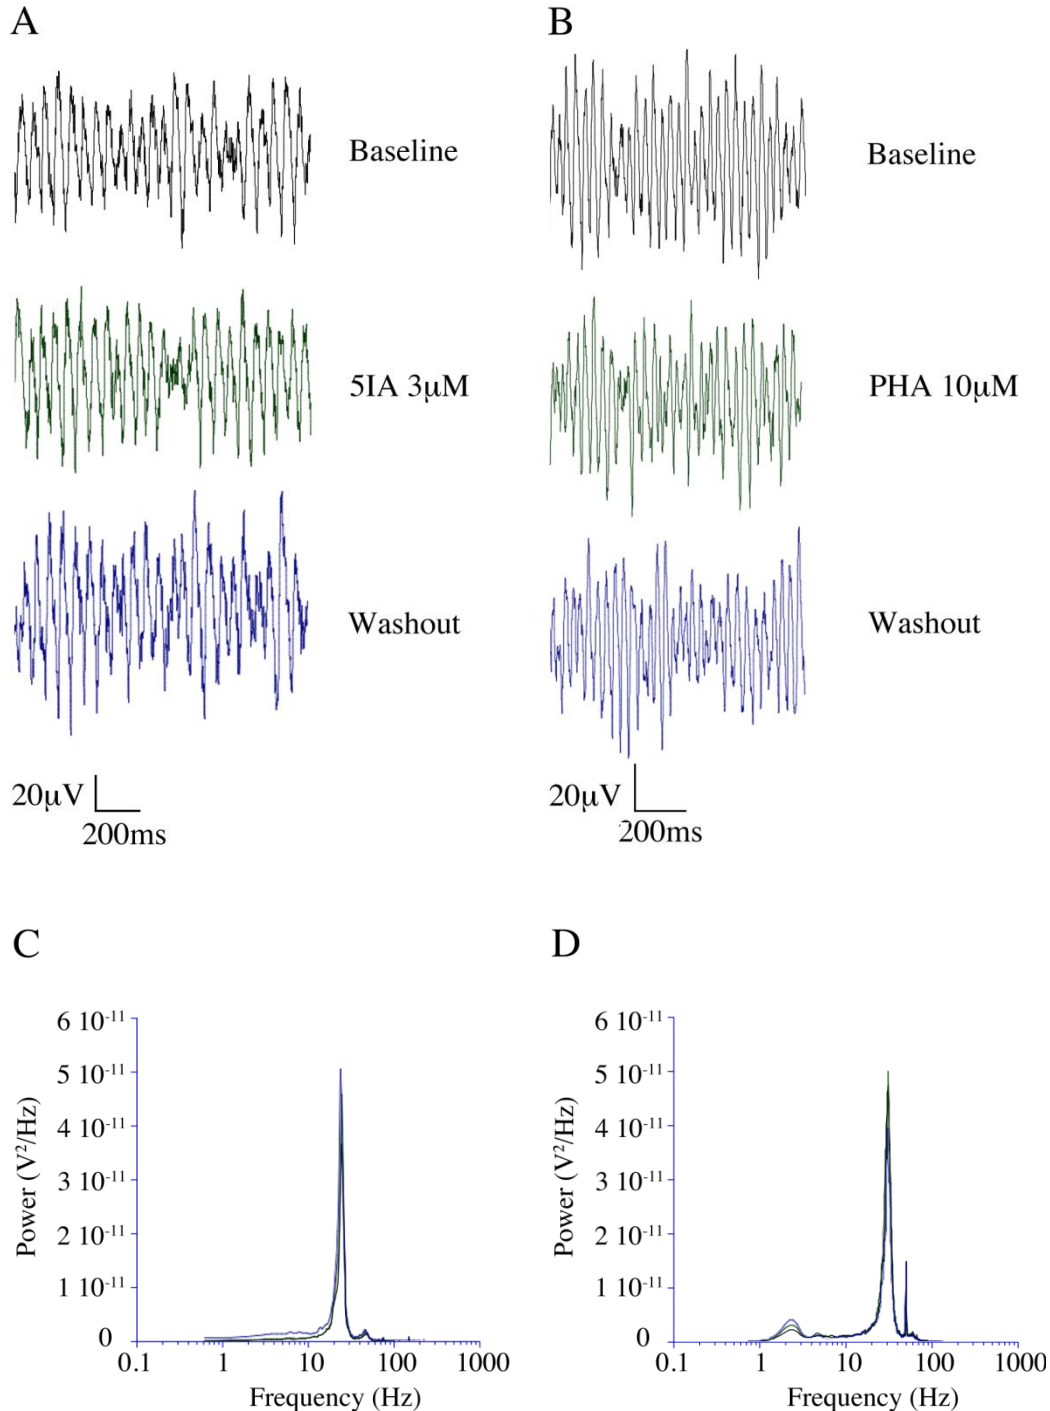 A
B
Baseline
Baseline
5IA 3μM
PHA 10μM
Washout
Washout
20μV
200ms
20μV
200ms
C
D
6 10⁻¹¹
5 10⁻¹¹
4 10⁻¹¹
3 10⁻¹¹
2 10⁻¹¹
1 10⁻¹¹
0
Power (V²/Hz)
0.1 1 10 100 1000
Frequency (Hz)
6 10⁻¹¹
5 10⁻¹¹
4 10⁻¹¹
3 10⁻¹¹
2 10⁻¹¹
1 10⁻¹¹
0
Power (V²/Hz)
0.1 1 10 100 1000
Frequency (Hz)